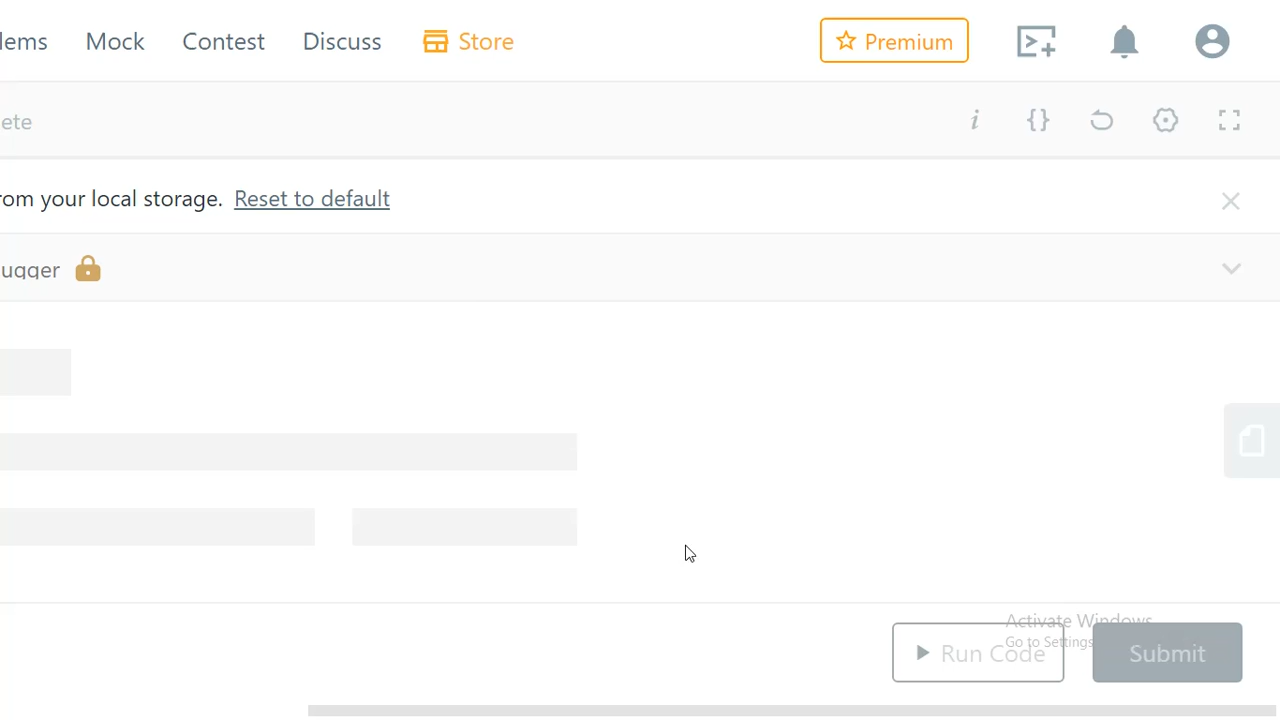 lems Mock Contest Discuss Store Premium
ete i {}
rom your local storage. Reset to default
ugger
Activate Windows
Go to Settings
Run Code Submit